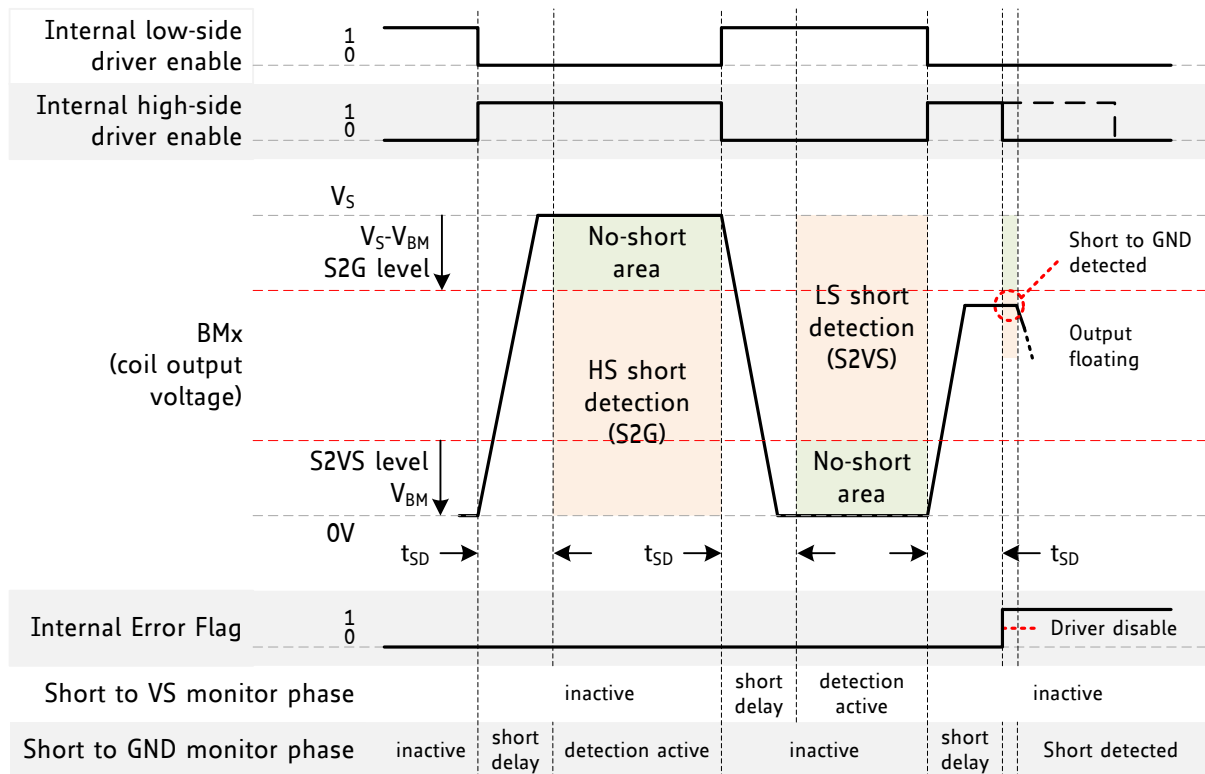 Internal low-side
driver enable
1
0
Internal high-side
driver enable
1
0
VS
VS-VBM
S2G level
No-short
area
Short to GND
detected
LS short
detection
(S2VS)
BMx
(coil output
voltage)
HS short
detection
(S2G)
Output
floating
S2VS level
VBM
No-short
area
0V
tSD
tSD
tSD
Internal Error Flag
1
0
Driver disable
Short to VS monitor phase
inactive
short
delay
detection
active
inactive
Short to GND monitor phase
inactive
short
delay
detection active
inactive
short
delay
Short detected